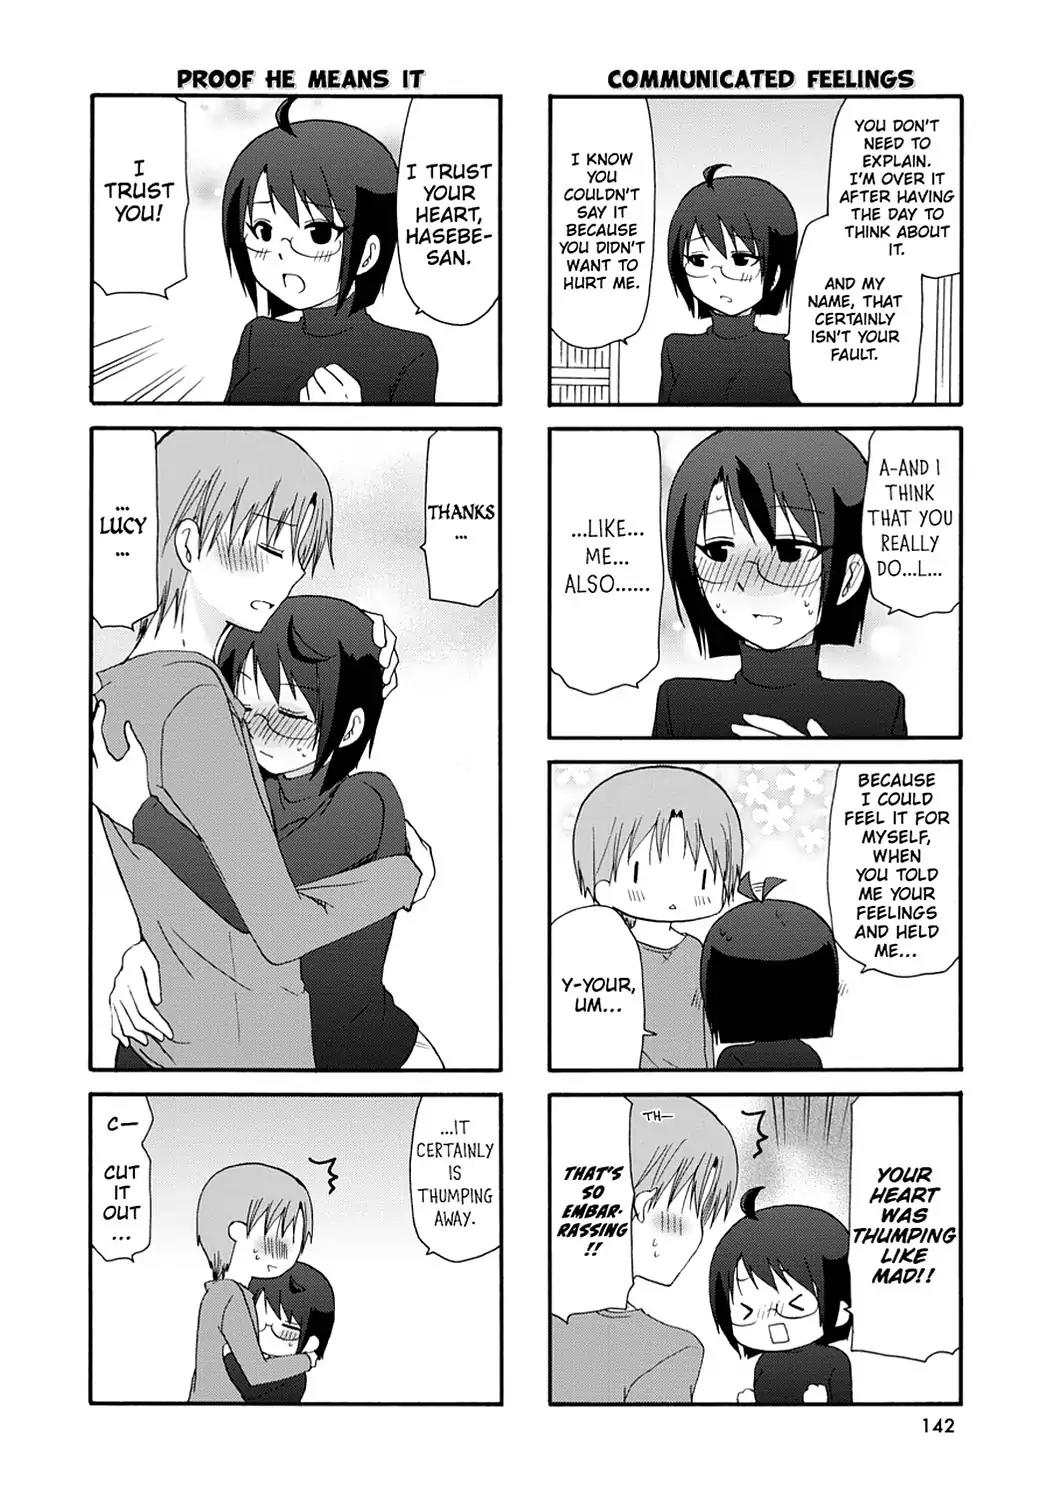 COMMUNICATED FEELINGS
YOU DON'T
NEED TO
EXPLAIN.
I'M OVER IT
AFTER HAVING
THE DAY TO
THINK ABOUT
IT.
AND MY
NAME, THAT
CERTAINLY
ISN'T YOUR
FAULT.
I KNOW
YOU
COULDN'T
SAY IT
BECAUSE
YOU DIDN'T
WANT TO
HURT ME.
A-AND I
THINK
THAT YOU
REALLY
DO...L...
...LIKE...
ME...
ALSO......
BECAUSE
I COULD
FEEL IT FOR
MYSELF,
WHEN
YOU TOLD
ME YOUR
FEELINGS
AND HELD
ME...
Y-YOUR,
UM...
YOUR
HEART
WAS
THUMPING
LIKE
MAD!!
TH—
THAT'S
SO
EMBAR-
RASSING
!!
PROOF HE MEANS IT
I TRUST
YOUR
HEART,
HASEBE-
SAN.
I
TRUST
YOU!
THANKS
...
...
LUCY
...
...IT
CERTAINLY
IS
THUMPING
AWAY.
C—
CUT
IT
OUT
...
142